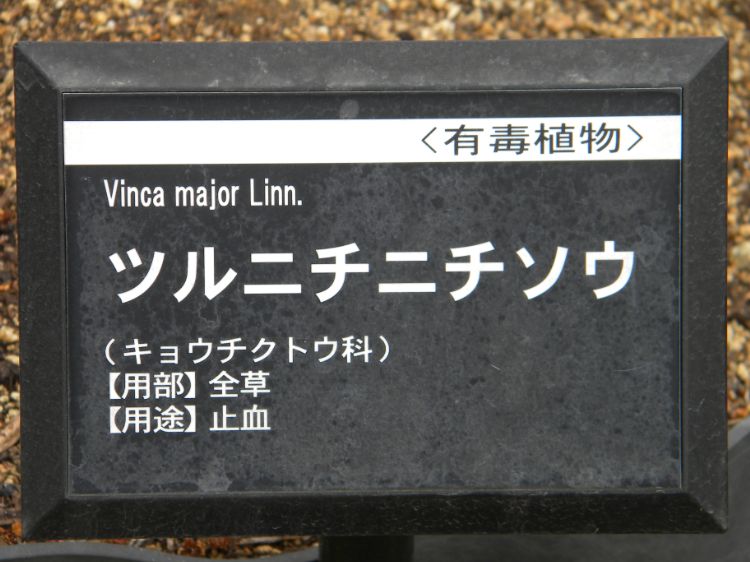 〈有毒植物〉
Vinca major Linn.
ツルニチニチソウ
(キョウチクトウ科)
【用部】全草
【用途】止血